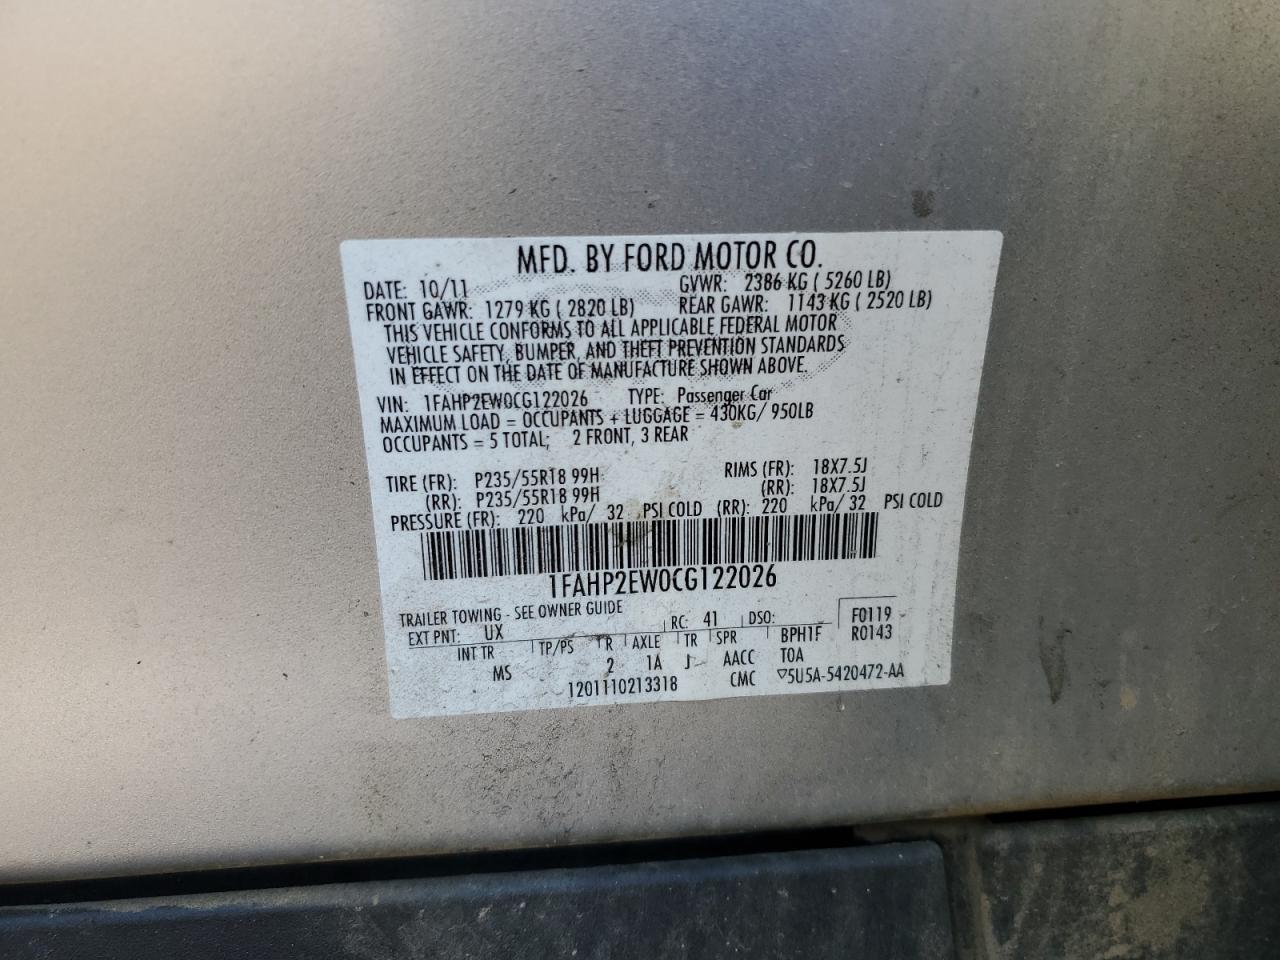 MFD. BY FORD MOTOR CO.
DATE: 10/11 GVWR: 2386 KG ( 5260 LB)
FRONT GAWR: 1279 KG ( 2820 LB) REAR GAWR: 1143 KG ( 2520 LB)
THIS VEHICLE CONFORMS TO ALL APPLICABLE FEDERAL MOTOR
VEHICLE SAFETY, BUMPER, AND THEFT PREVENTION STANDARDS
IN EFFECT ON THE DATE OF MANUFACTURE SHOWN ABOVE.
VIN: 1FAHP2EW0CG122026 TYPE: Passenger Car
MAXIMUM LOAD = OCCUPANTS + LUGGAGE = 430KG/ 950LB
OCCUPANTS = 5 TOTAL; 2 FRONT, 3 REAR
TIRE (FR): P235/55R18 99H RIMS (FR): 18X7.5J
(RR): P235/55R18 99H (RR): 18X7.5J
PRESSURE (FR): 220 kPa/ 32 PSI COLD (RR): 220 kPa/ 32 PSI COLD
1FAHP2EW0CG122026
TRAILER TOWING - SEE OWNER GUIDE
EXT PNT: UX RC: 41 DSO: F0119
INT TR TP/PS R AXLE TR SPR BPH1F R0143
MS 2 1A J AACC TOA
1201110213318 CMC ▽5U5A-5420472-AA